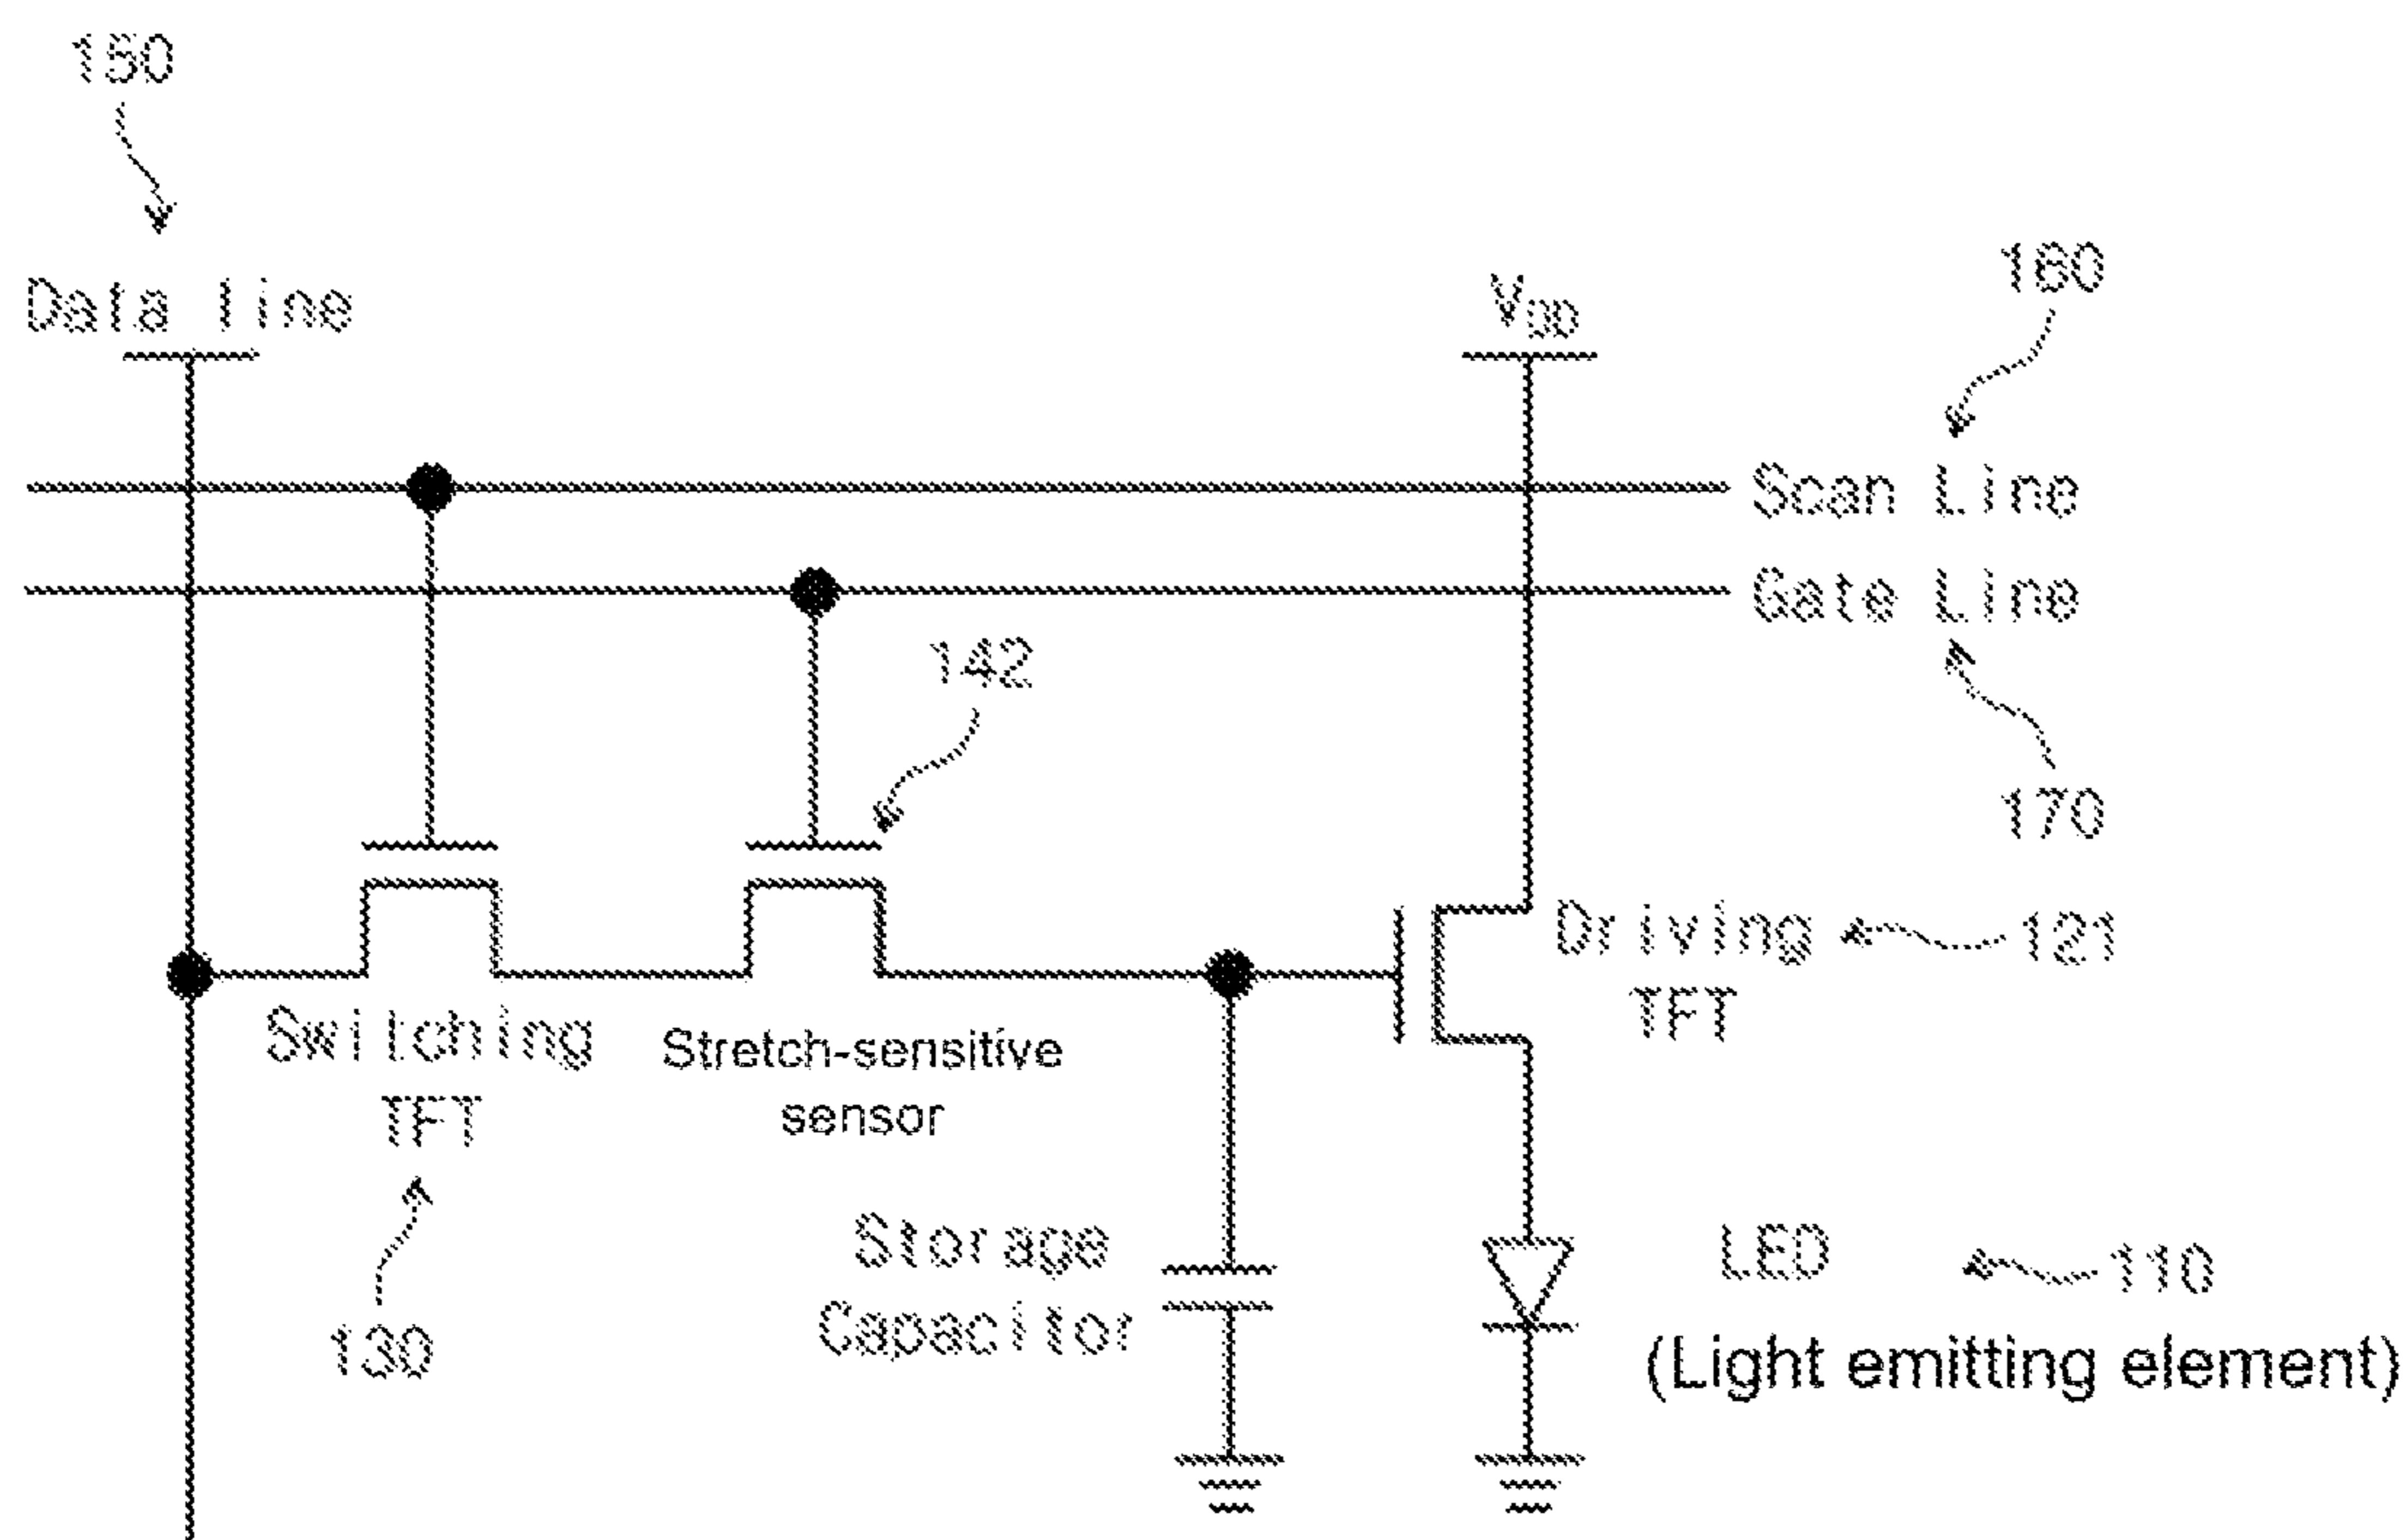 150
Data line
VDD
160
Scan Line
Gate Line
142
170
Driving
TFT
121
Switching
TFT
Stretch-sensitive
sensor
130
Storage
Capacitor
LED
110
(Light emitting element)